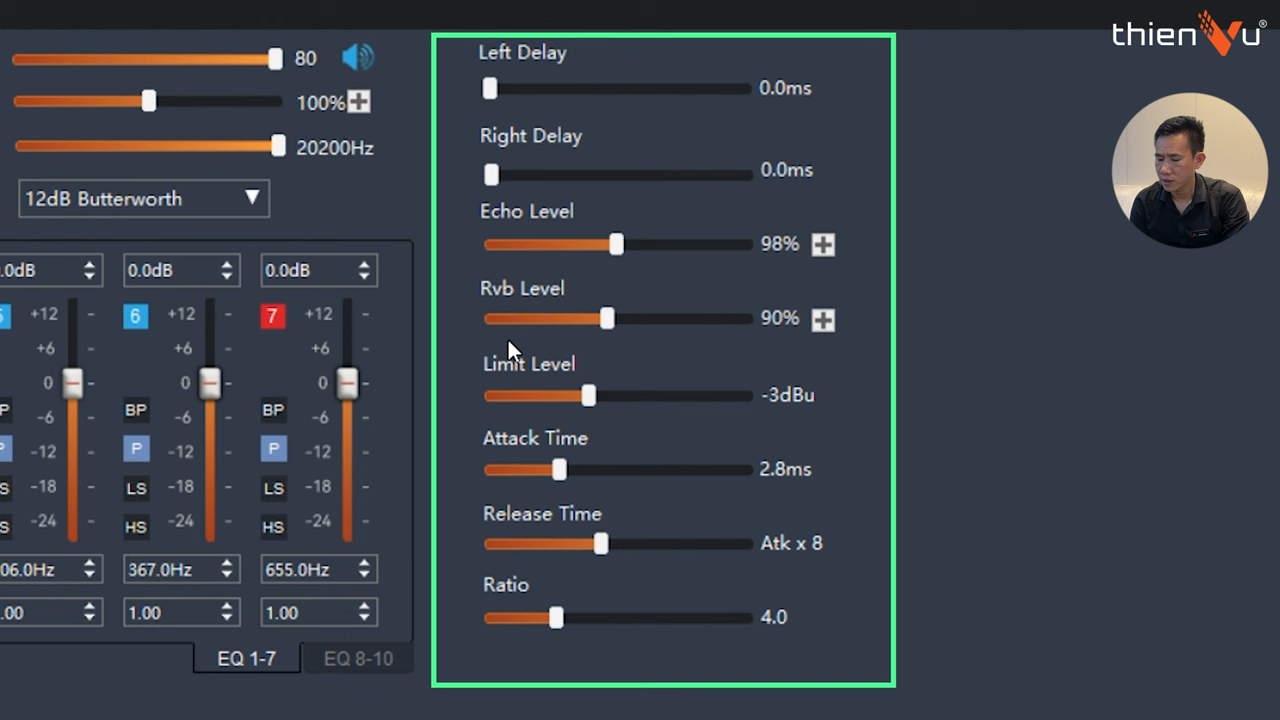 thienVu®
80
100%
20200Hz
12dB Butterworth
.0dB 0.0dB 0.0dB
6 7
+12 +12 +12
+6 +6 +6
0 0 0
-6 BP -6 BP -6
-12 P -12 P -12
-18 LS -18 LS -18
-24 HS -24 HS -24
06.0Hz 367.0Hz 655.0Hz
.00 1.00 1.00
EQ 1-7 EQ 8-10
Left Delay
0.0ms
Right Delay
0.0ms
Echo Level
98%
Rvb Level
90%
Limit Level
-3dBu
Attack Time
2.8ms
Release Time
Atk x 8
Ratio
4.0